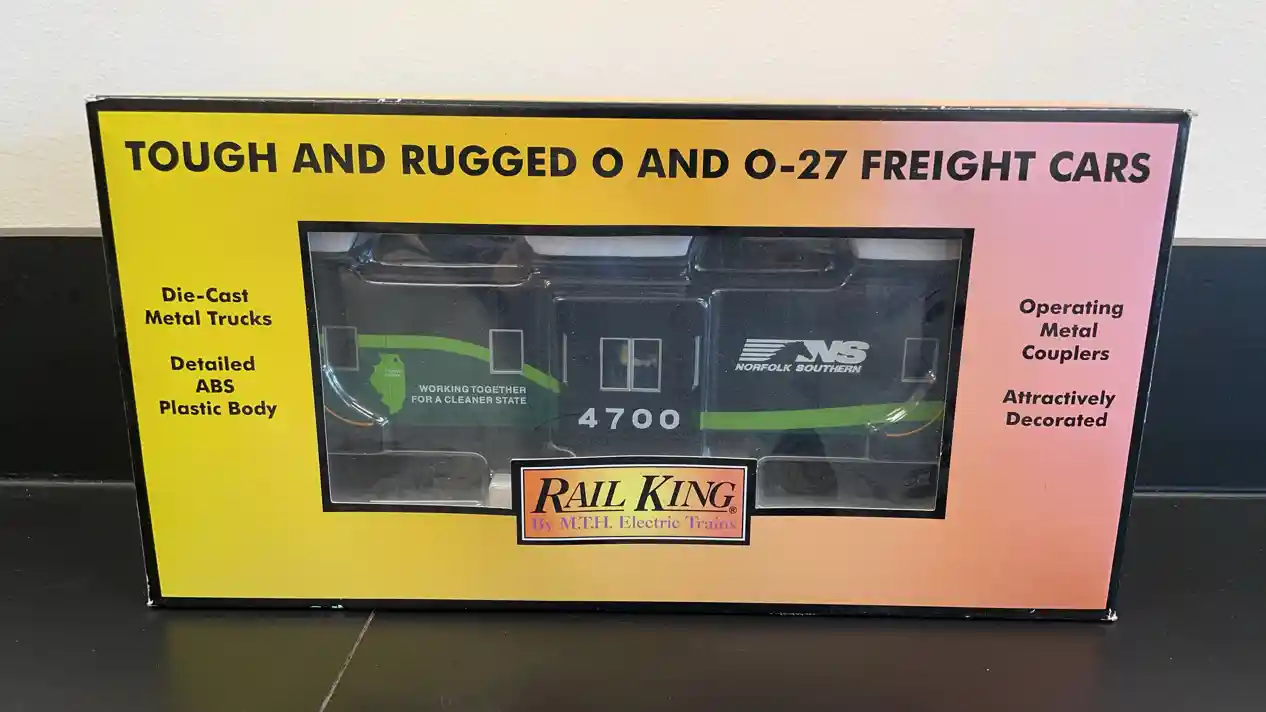 TOUGH AND RUGGED O AND O-27 FREIGHT CARS
Die-Cast
Metal Trucks
Detailed
ABS
Plastic Body
WORKING TOGETHER
FOR A CLEANER STATE
4700
NS
NORFOLK SOUTHERN
Operating
Metal
Couplers
Attractively
Decorated
RAIL KING®
By M.T.H. Electric Trains